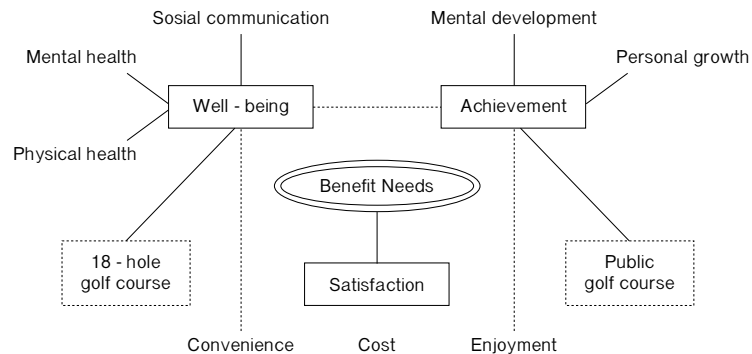 Sosial communication
Mental development
Mental health
Personal growth
Well - being
Achievement
Physical health
Benefit Needs
18 - hole
golf course
Satisfaction
Public
golf course
Convenience
Cost
Enjoyment